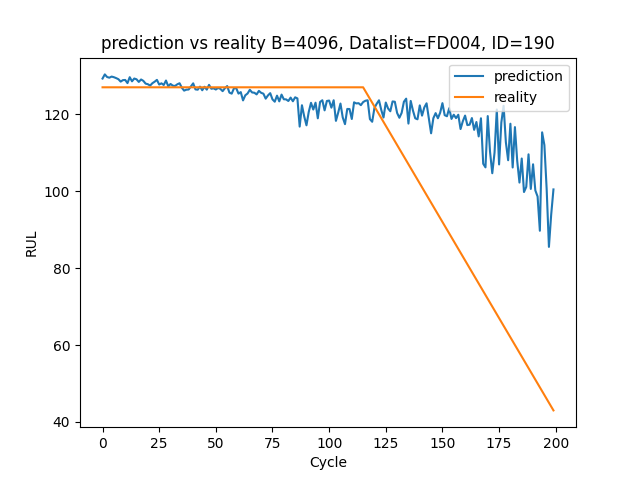 prediction vs reality B=4096, Datalist=FD004, ID=190
prediction
reality
RUL
120
100
80
60
40
0 25 50 75 100 125 150 175 200
Cycle